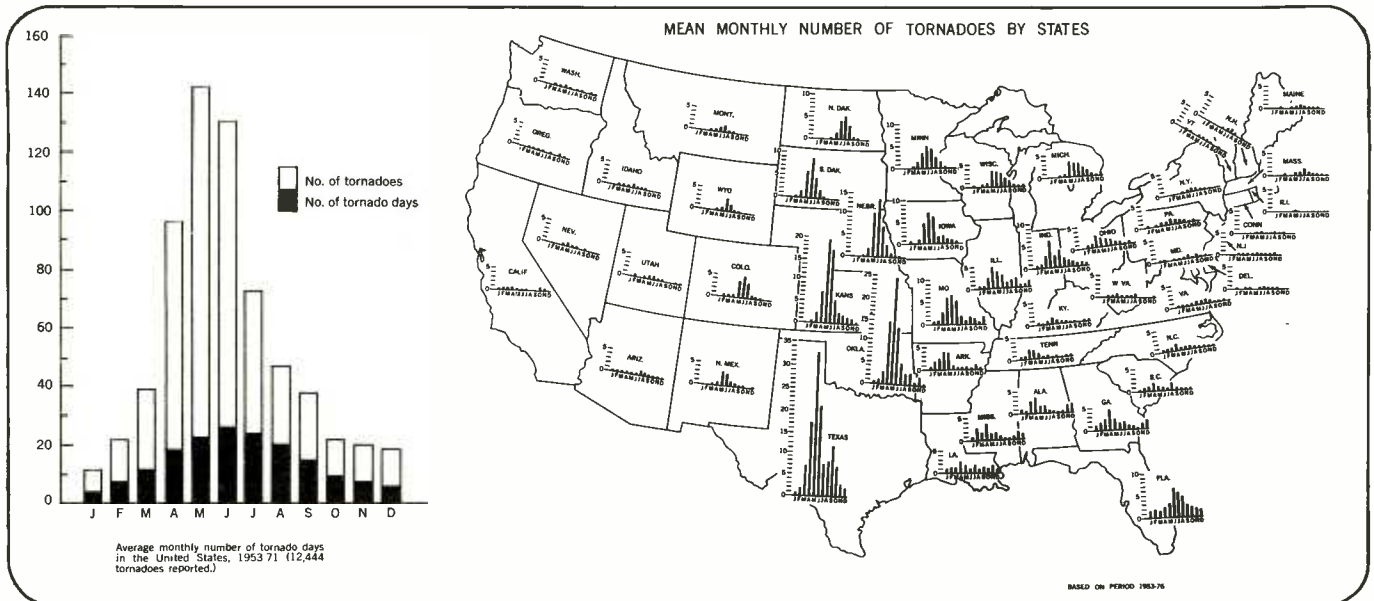 160
140
120
100
80
60
40
20
0
J F M A M J J A S O N D
No. of tornadoes
No. of tornado days
Average monthly number of tornado days
in the United States, 1953 71 (12,444
tornadoes reported.)
MEAN MONTHLY NUMBER OF TORNADOES BY STATES
WASH.
OREG.
CALIF
IDAHO
NEV.
UTAH
ARIZ.
MONT.
WYO
COLO.
N. MEX.
N. DAK.
S. DAK.
NEBR.
KANS
OKLA.
TEXAS
MINN
IOWA
MO
ARK.
LA.
WISC.
ILL.
MICH.
IND.
OHIO
KY.
TENN
MISS.
ALA.
GA.
FLA.
S.C.
N.C.
VA.
W VA.
MD.
PA.
N.Y.
VT
N.H.
MAINE
MASS.
CONN
N.J
DEL.
JFMAMJJASOND
BASED ON PERIOD 1953-76